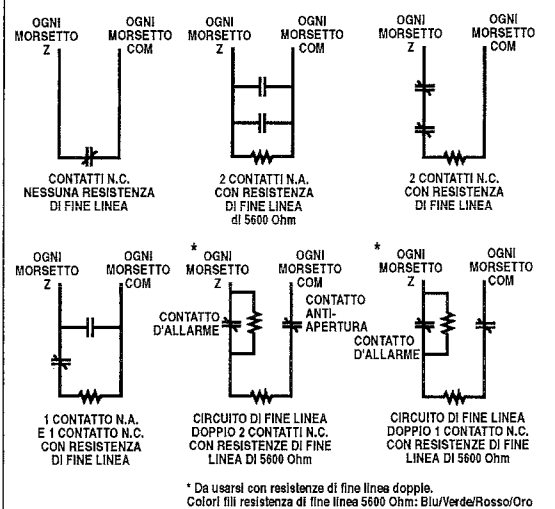 OGNI
MORSETTO
Z
OGNI
MORSETTO
COM
CONTATTI N.C.
NESSUNA RESISTENZA
DI FINE LINEA
OGNI
MORSETTO
Z
OGNI
MORSETTO
COM
2 CONTATTI N.A.
CON RESISTENZA
DI FINE LINEA
di 5600 Ohm
OGNI
MORSETTO
Z
OGNI
MORSETTO
COM
2 CONTATTI N.C.
CON RESISTENZA
DI FINE LINEA
OGNI
MORSETTO
Z
OGNI
MORSETTO
COM
1 CONTATTO N.A.
E 1 CONTATTO N.C.
CON RESISTENZA
DI FINE LINEA
*
OGNI
MORSETTO
Z
OGNI
MORSETTO
COM
CONTATTO
D'ALLARME
CONTATTO
ANTI-
APERTURA
CIRCUITO DI FINE LINEA
DOPPIO 2 CONTATTI N.C.
CON RESISTENZE DI FINE
LINEA DI 5600 Ohm
*
OGNI
MORSETTO
Z
OGNI
MORSETTO
COM
CONTATTO
D'ALLARME
CIRCUITO DI FINE LINEA
DOPPIO 1 CONTATTO N.C.
CON RESISTENZE DI FINE
LINEA DI 5600 Ohm
* Da usarsi con resistenze di fine linea doppie.
Colori fili resistenza di fine linea 5600 Ohm: Blu/Verde/Rosso/Oro